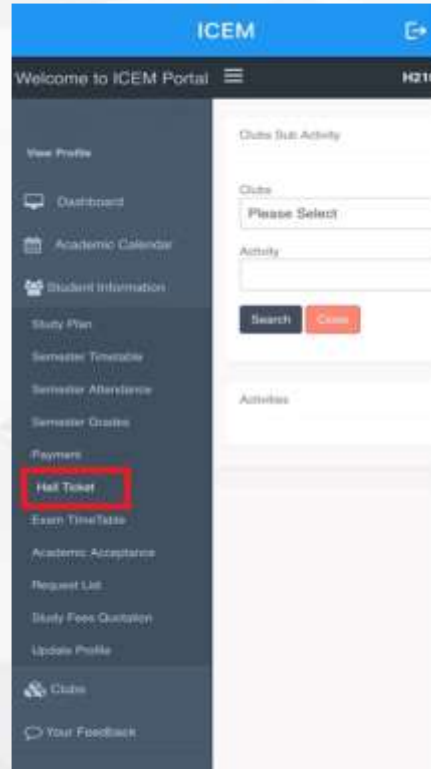 ICEM
Welcome to ICEM Portal
H210
View Profile
Dashboard
Academic Calendar
Student Information
Study Plan
Semester Timetable
Semester Attendance
Semester Grades
Payment
Hall Ticket
Exam TimeTable
Academic Acceptance
Request List
Study Fees Quotation
Update Profile
Clubs
Your Feedback
Clubs Sub Activity
Clubs
Please Select
Activity
Search
Close
Activities